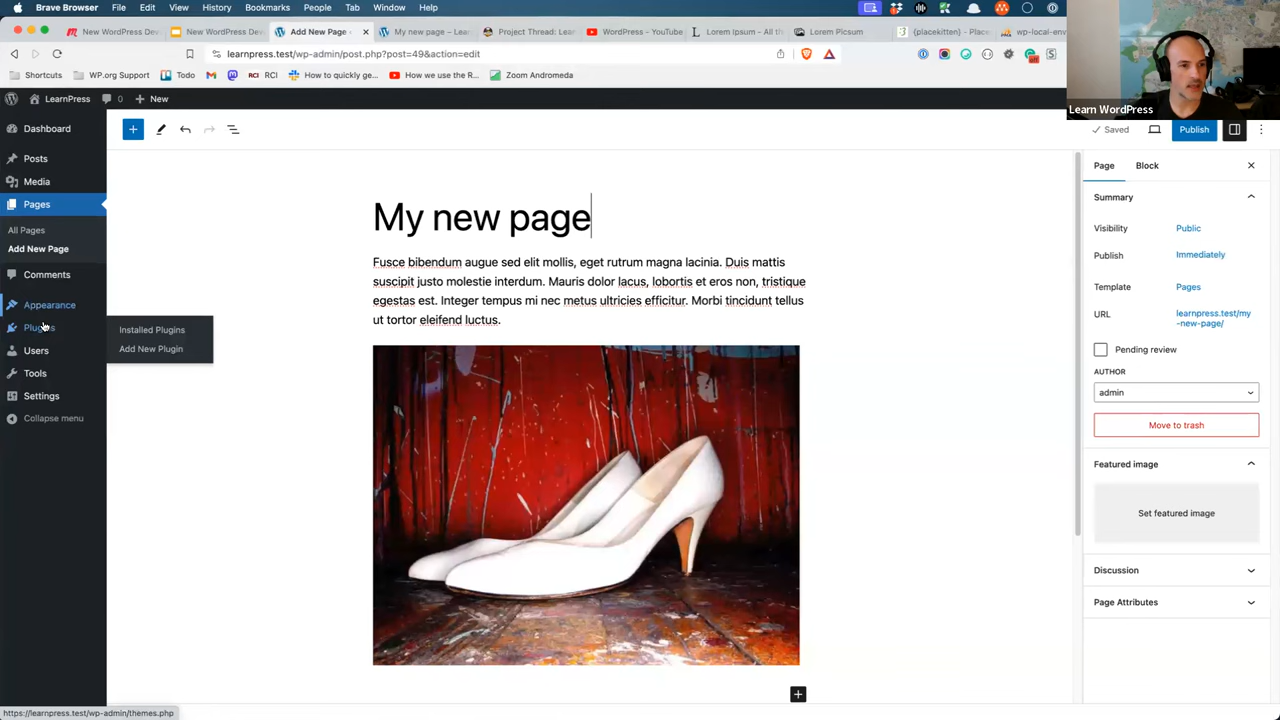 Brave Browser File Edit View History Bookmarks Profiles Tab Window Help
New WordPress Dev
New WordPress Dev
Add New Page
My new page – Lea
Project Thread: Lear
WordPress - YouTube
Lorem Ipsum - All th
Lorem Picsum
{placekitten} - Place
wp-local-env
learnpress.test/wp-admin/post.php?post=49&action=edit
Shortcuts WP.org Support Todo RCI How to quickly ge... How we use the R... Zoom Andromeda
LearnPress 0 New
Learn WordPress
Saved Publish
Dashboard
Posts
Media
Pages
All Pages
Add New Page
Comments
Appearance
Plugins
Users
Tools
Settings
Collapse menu
Installed Plugins
Add New Plugin
My new page
Fusce bibendum augue sed elit mollis, eget rutrum magna lacinia. Duis mattis
suscipit justo molestie interdum. Mauris dolor lacus, lobortis et eros non, tristique
egestas est. Integer tempus mi nec metus ultricies efficitur. Morbi tincidunt tellus
ut tortor eleifend luctus.
Page Block
Summary
Visibility Public
Publish Immediately
Template Pages
URL learnpress.test/my
-new-page/
Pending review
AUTHOR
admin
Move to trash
Featured image
Set featured image
Discussion
Page Attributes
https://learnpress.test/wp-admin/themes.php